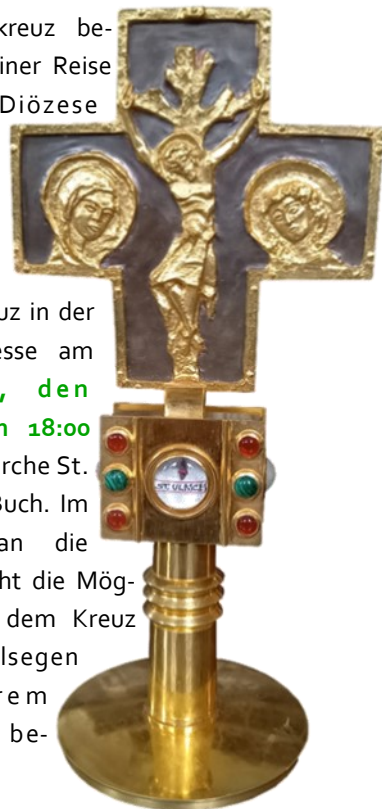 kreuz be-
iner Reise
Diözese
uz in der
esse am
, den
18:00
rche St.
Buch. Im
an die
ht die Mög-
dem Kreuz
lsegen
rem
be-
ST. ULRICH